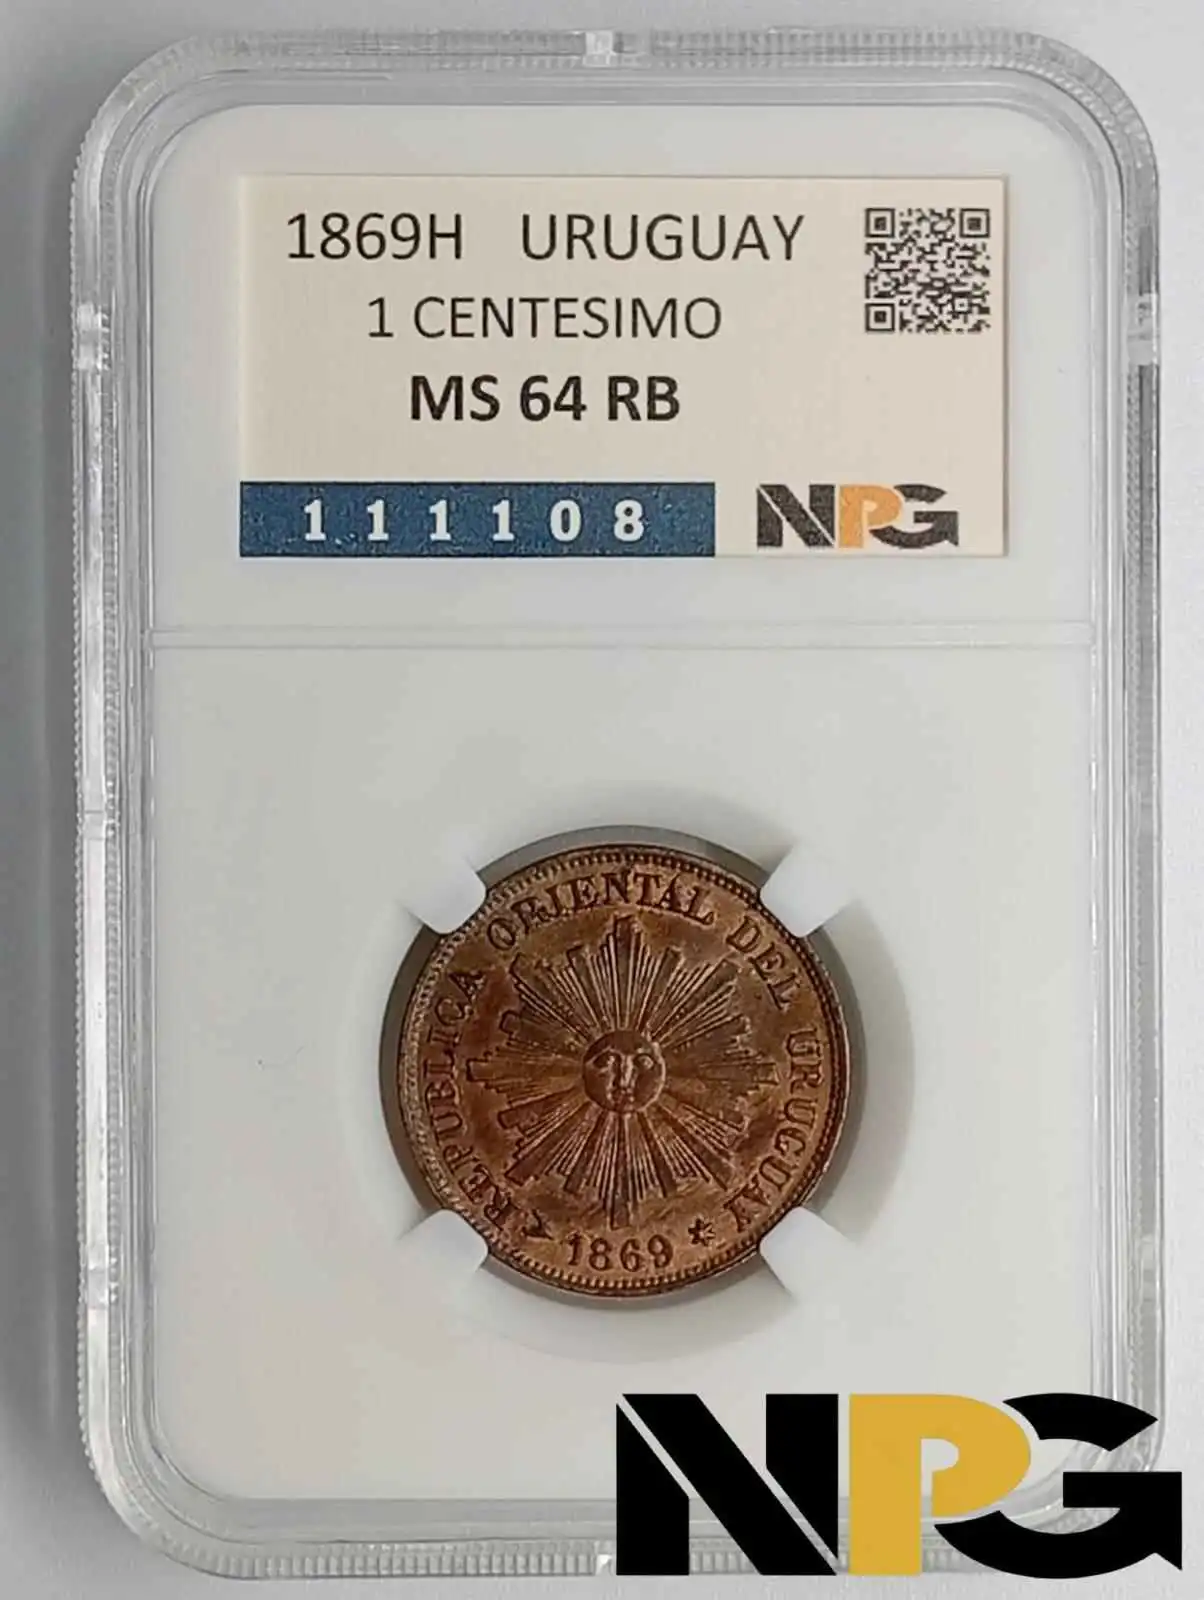 1869H URUGUAY
1 CENTESIMO
MS 64 RB
111108
NPG
REPUBLICA ORIENTAL DEL URUGUAY
1869
NPG